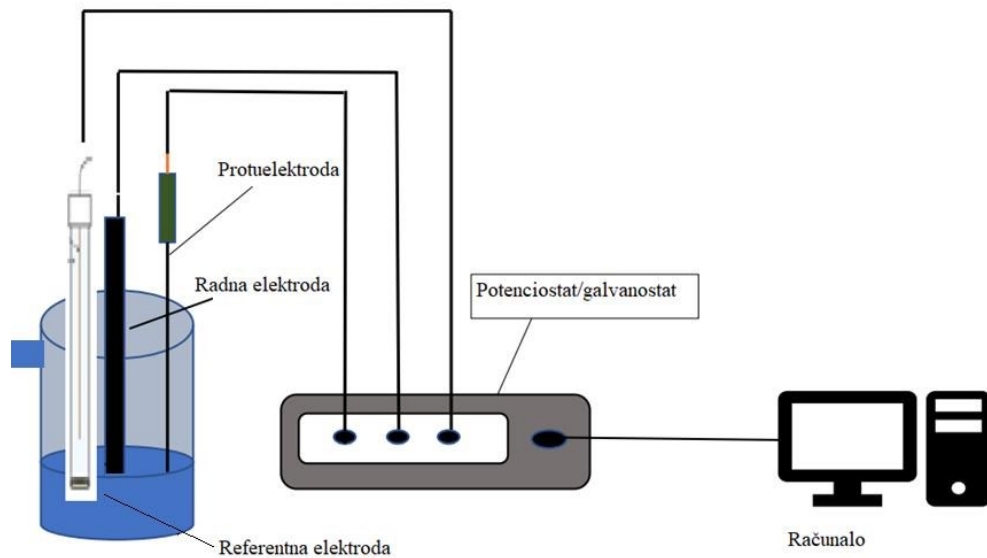 Protuelektroda
Radna elektroda
Potenciostat/galvanostat
Referentna elektroda
Računalo